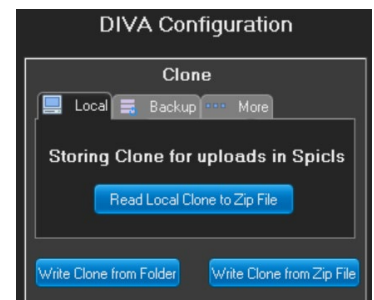 DIVA Configuration
Clone
Local Backup More
Storing Clone for uploads in Spicls
Read Local Clone to Zip File
Write Clone from Folder Write Clone from Zip File